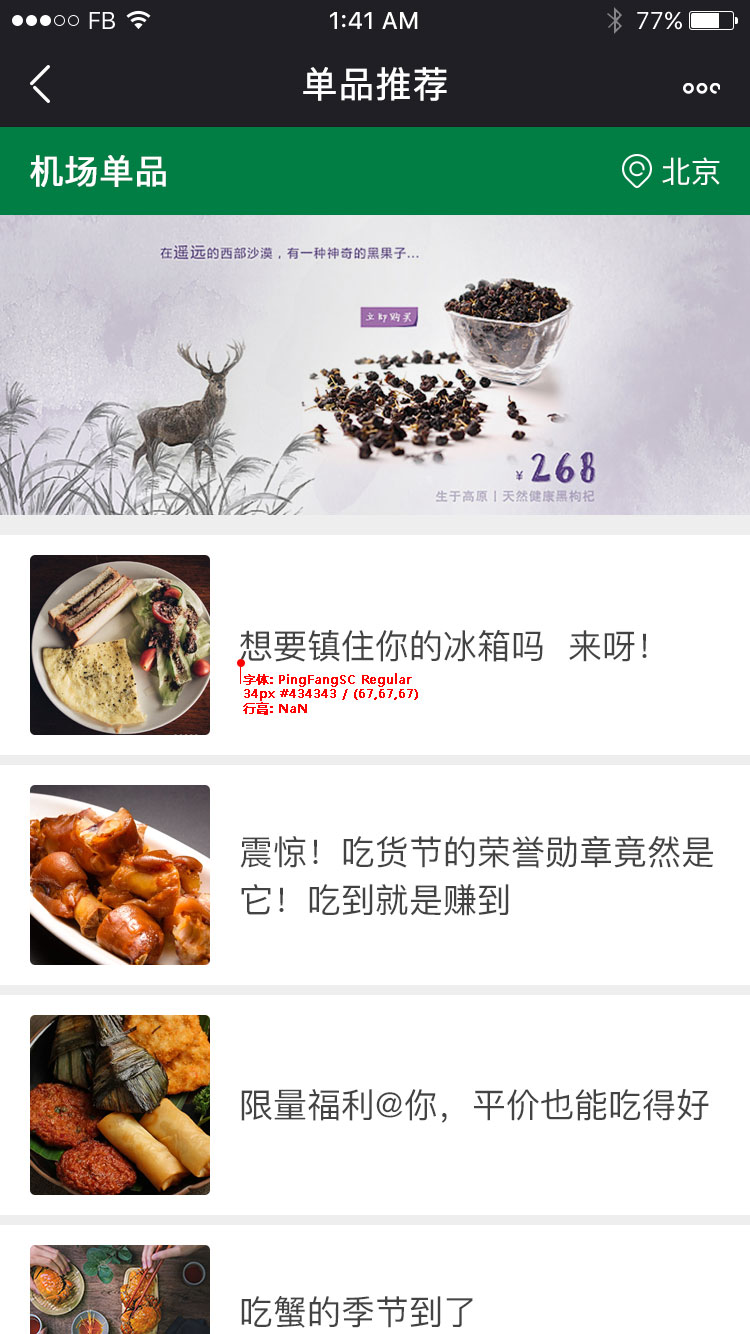 FB 1:41 AM 77%
单品推荐
机场单品 北京
在遥远的西部沙漠，有一种神奇的黑果子...
立即购买
¥ 268
生于高原丨天然健康黑枸杞
想要镇住你的冰箱吗 来呀！
字体: PingFangSC Regular
34px #434343 / (67,67,67)
行高: NaN
震惊！吃货节的荣誉勋章竟然是
它！吃到就是赚到
限量福利@你，平价也能吃得好
吃蟹的季节到了